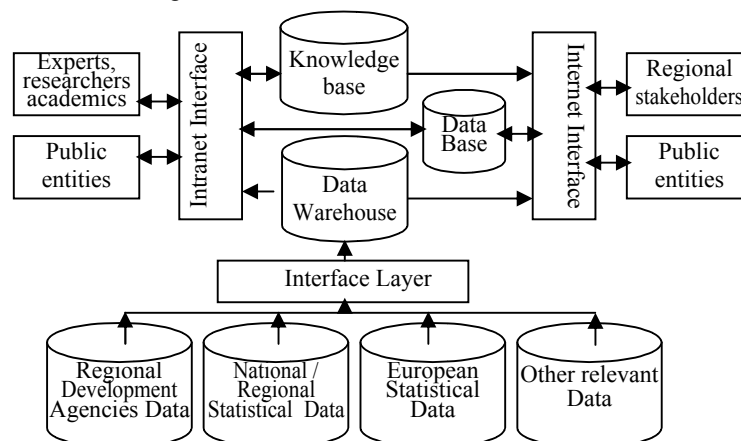 Experts,
researchers
academics
Public
entities
Intranet Interface
Knowledge
base
Data
Base
Data
Warehouse
Internet Interface
Regional
stakeholders
Public
entities
Interface Layer
Regional
Development
Agencies Data
National /
Regional
Statistical Data
European
Statistical
Data
Other relevant
Data